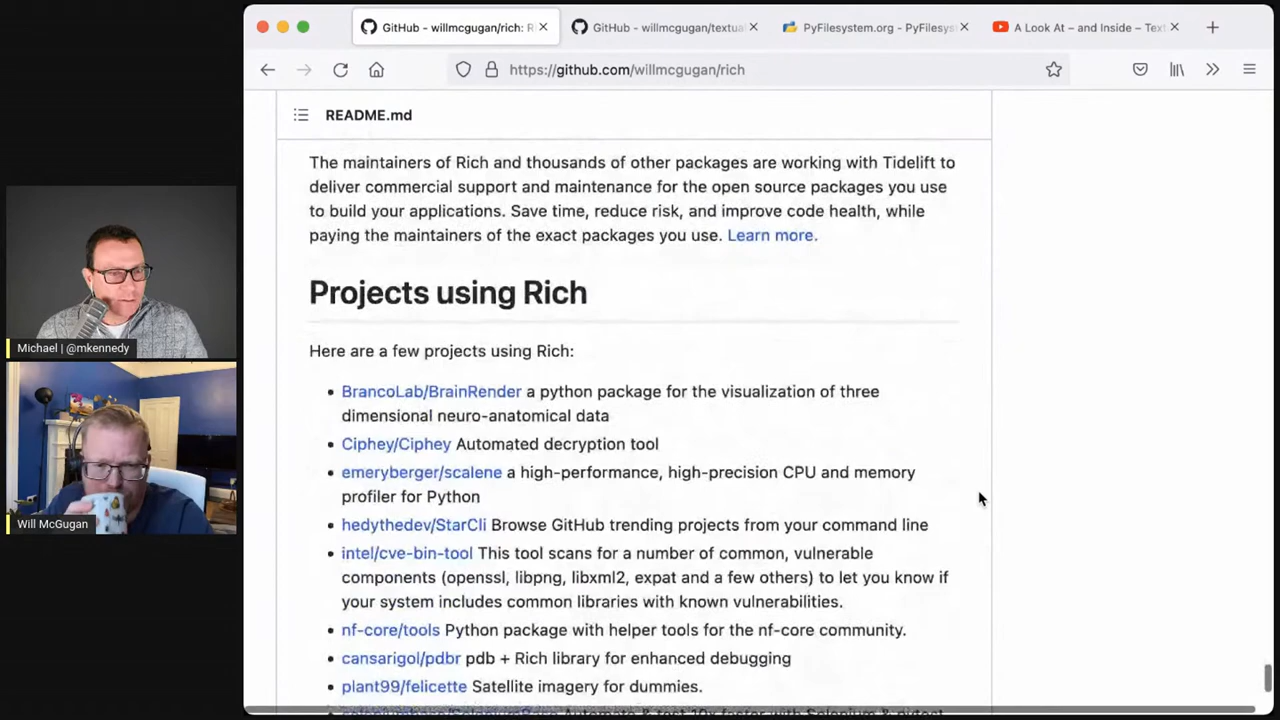 GitHub - willmcgugan/rich: R
GitHub - willmcgugan/textua
PyFilesystem.org - PyFilesys
A Look At – and Inside – Text
https://github.com/willmcgugan/rich
README.md
The maintainers of Rich and thousands of other packages are working with Tidelift to
deliver commercial support and maintenance for the open source packages you use
to build your applications. Save time, reduce risk, and improve code health, while
paying the maintainers of the exact packages you use. Learn more.
Projects using Rich
Here are a few projects using Rich:
• BrancoLab/BrainRender a python package for the visualization of three
dimensional neuro-anatomical data
• Ciphey/Ciphey Automated decryption tool
• emeryberger/scalene a high-performance, high-precision CPU and memory
profiler for Python
• hedythedev/StarCli Browse GitHub trending projects from your command line
• intel/cve-bin-tool This tool scans for a number of common, vulnerable
components (openssl, libpng, libxml2, expat and a few others) to let you know if
your system includes common libraries with known vulnerabilities.
• nf-core/tools Python package with helper tools for the nf-core community.
• cansarigol/pdbr pdb + Rich library for enhanced debugging
• plant99/felicette Satellite imagery for dummies.
• seleniumbase/SeleniumBase Automate & test 10x faster with Selenium & pytest
Michael | @mkennedy
Will McGugan